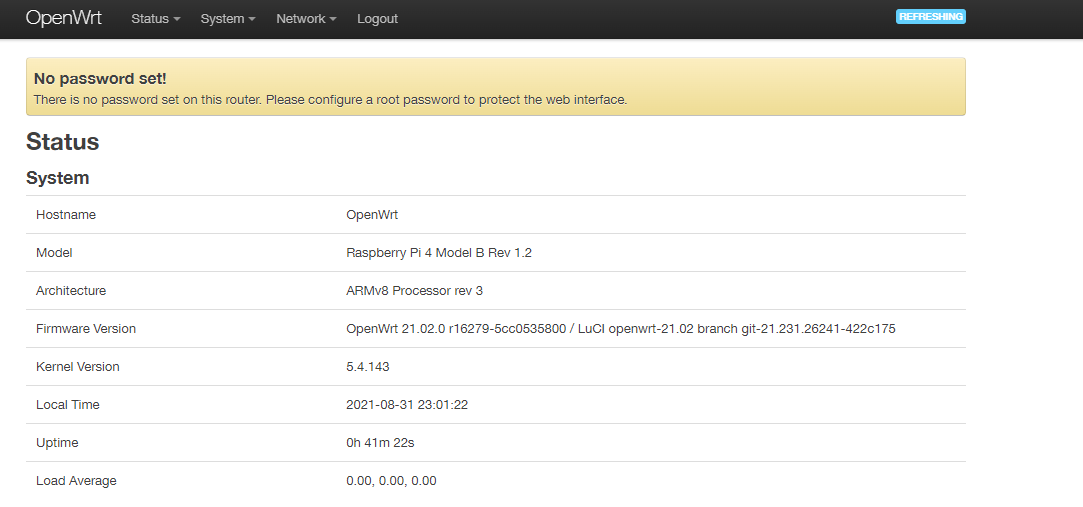 OpenWrt Status System Network Logout REFRESHING
No password set!
There is no password set on this router. Please configure a root password to protect the web interface.
Status
System
Hostname OpenWrt
Model Raspberry Pi 4 Model B Rev 1.2
Architecture ARMv8 Processor rev 3
Firmware Version OpenWrt 21.02.0 r16279-5cc0535800 / LuCI openwrt-21.02 branch git-21.231.26241-422c175
Kernel Version 5.4.143
Local Time 2021-08-31 23:01:22
Uptime 0h 41m 22s
Load Average 0.00, 0.00, 0.00